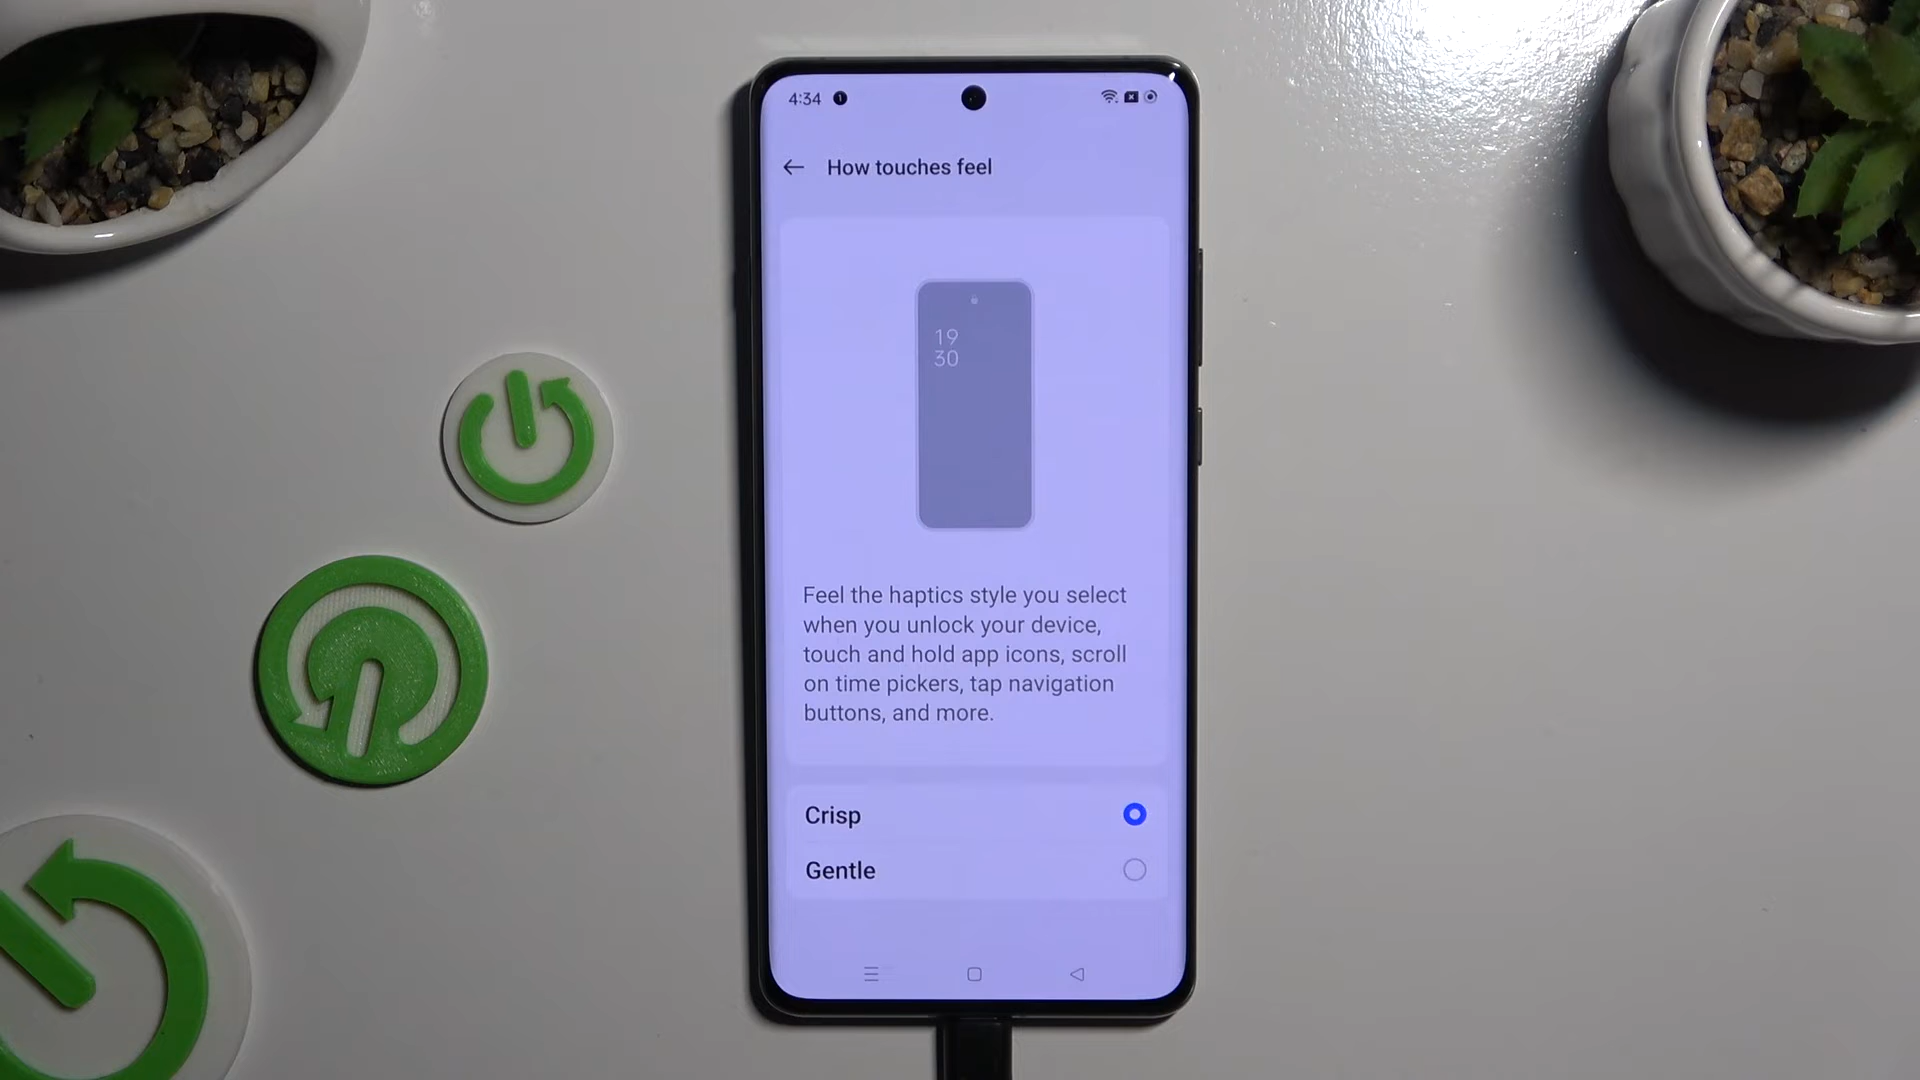 4:34
How touches feel
19
30
Feel the haptics style you select
when you unlock your device,
touch and hold app icons, scroll
on time pickers, tap navigation
buttons, and more.
Crisp
Gentle